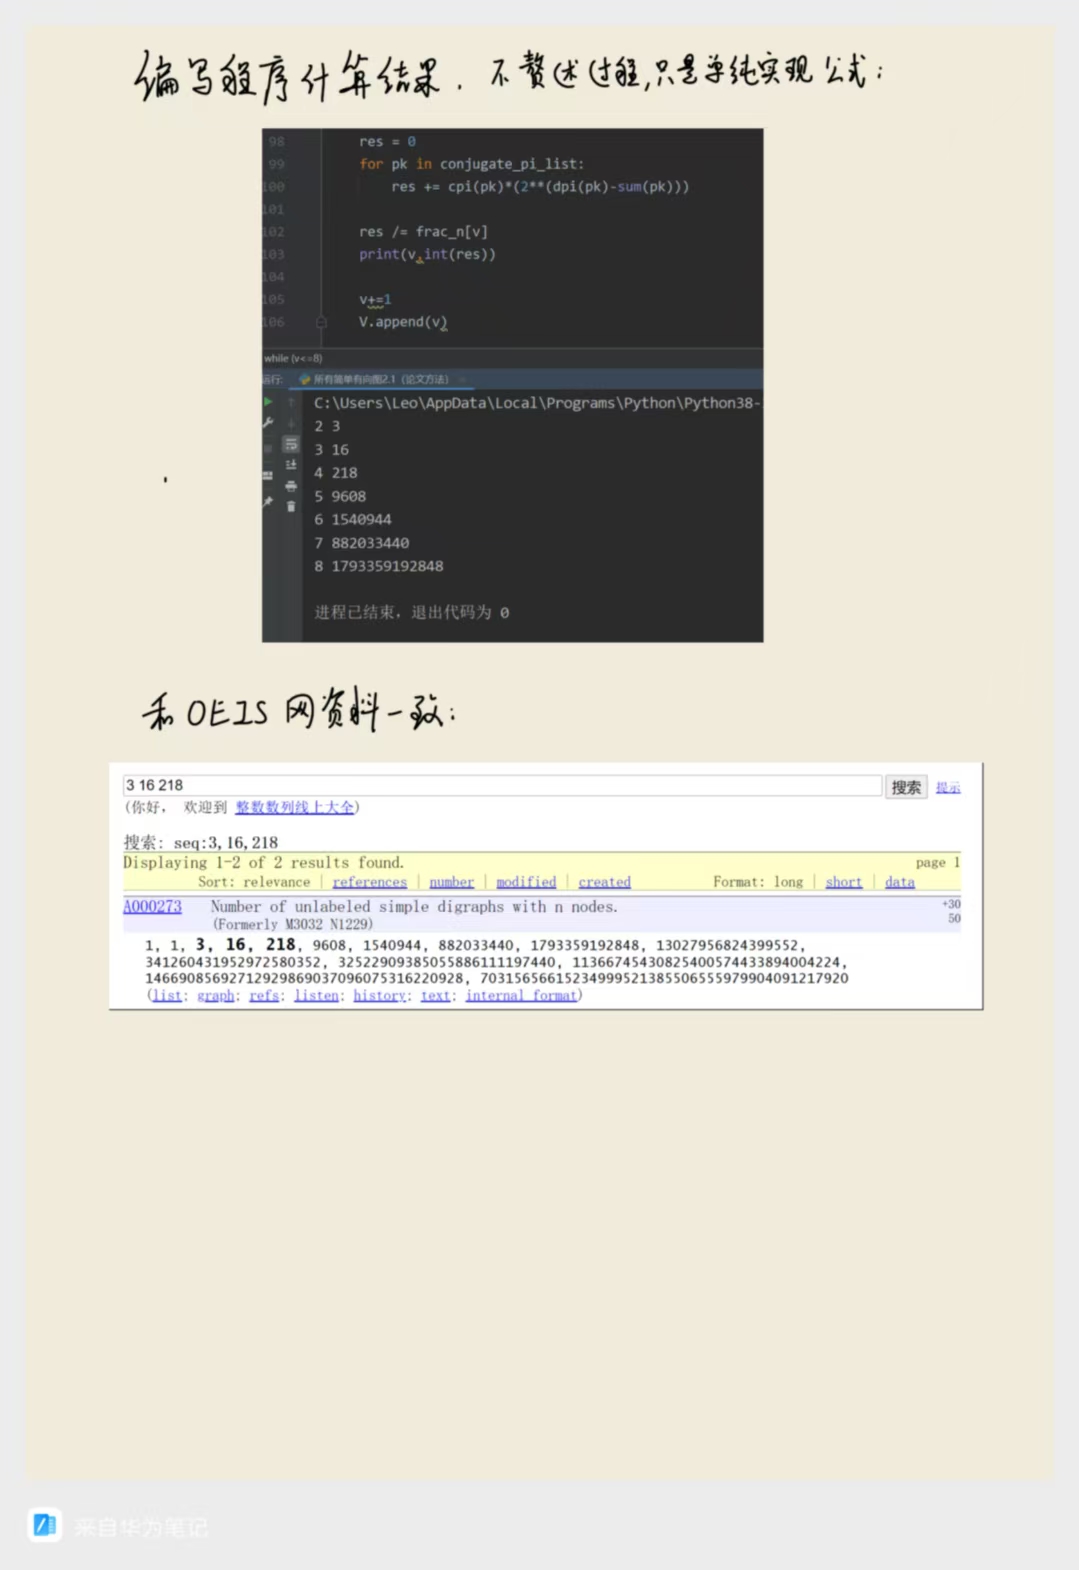 编写程序计算结果. 不赘述过程,只是单纯实现公式:
98 res = 0
99 for pk in conjugate_pi_list:
100 res += cpi(pk)*(2**(dpi(pk)-sum(pk)))
101
102 res /= frac_n[v]
103 print(v,int(res))
104
105 v+=1
106 V.append(v)
while (v<=8)
运行: 所有简单有向图2.1 (论文方法)
C:\Users\Leo\AppData\Local\Programs\Python\Python38-
2 3
3 16
4 218
5 9608
6 1540944
7 882033440
8 1793359192848
进程已结束，退出代码为 0
和OEIS网资料一致:
3 16 218 搜索 提示
(你好， 欢迎到 整数数列线上大全)
搜索: seq:3,16,218
Displaying 1-2 of 2 results found. page 1
Sort: relevance | references | number | modified | created Format: long | short | data
A000273 Number of unlabeled simple digraphs with n nodes. +30
(Formerly M3032 N1229) 50
1, 1, 3, 16, 218, 9608, 1540944, 882033440, 1793359192848, 13027956824399552,
341260431952972580352, 32522909385055886111197440, 11366745430825400574433894004224,
14669085692712929869037096075316220928, 70315656615234999521385506555979904091217920
(list; graph; refs; listen; history; text; internal format)
来自华为笔记